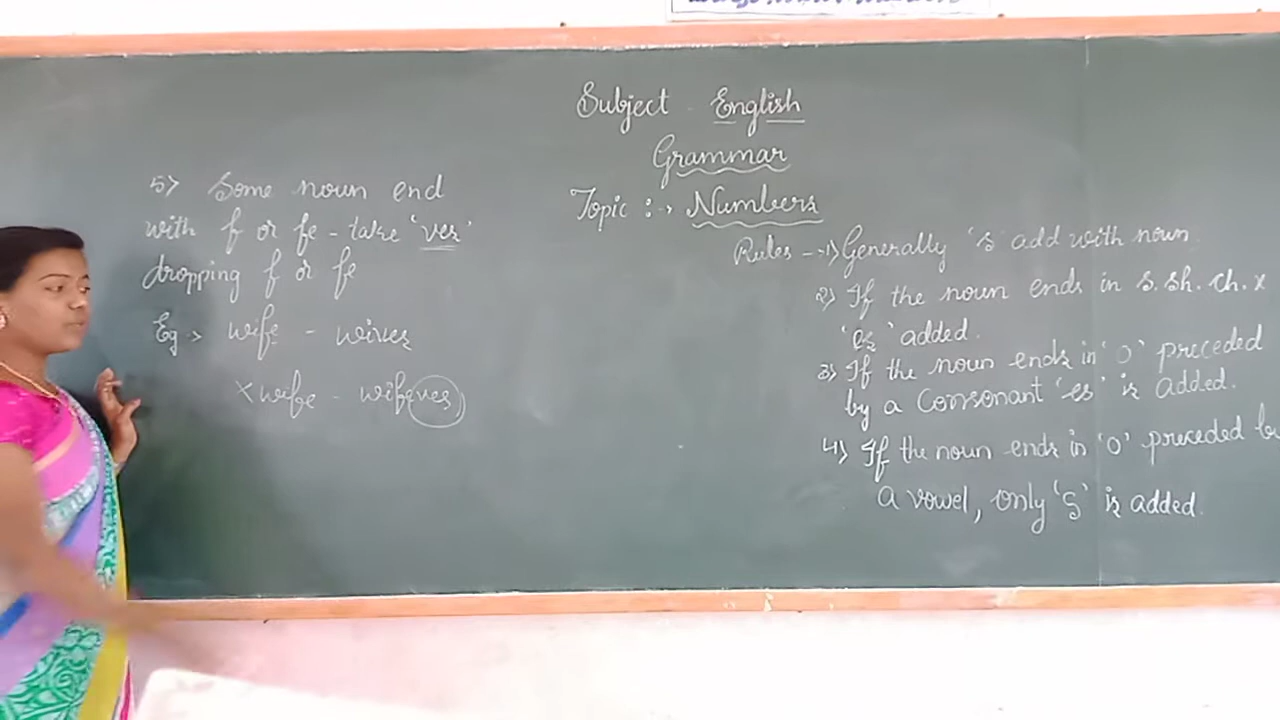 Subject - English
Grammar
Topic :→ Numbers
Rules → 1) Generally 's' add with noun
2) If the noun ends in s. sh. ch. x
'es' added.
3) If the noun ends in 'o' preceded
by a Consonant 'es' is added.
4) If the noun ends in 'o' preceded by
a vowel, only 's' is added.
5> Some noun end
with f or fe - take 'ves'
dropping f or fe
Eg > wife - wives
x wife - wifeves